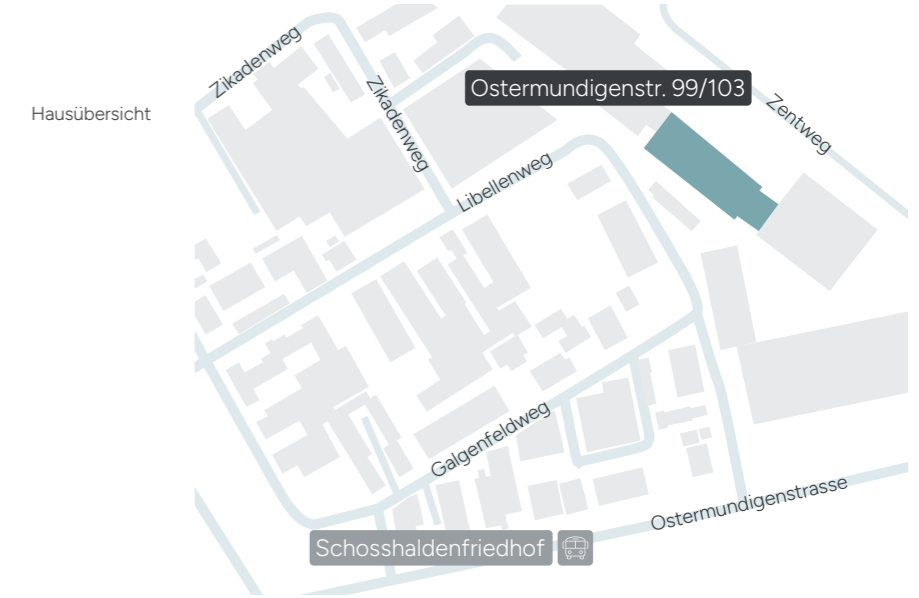 Zikadenweg
Zikadenweg
Ostermundigenstr. 99/103
Hausübersicht
Zentweg
Libellenweg
Galgenfeldweg
Ostermundigenstrasse
Schosshaldenfriedhof